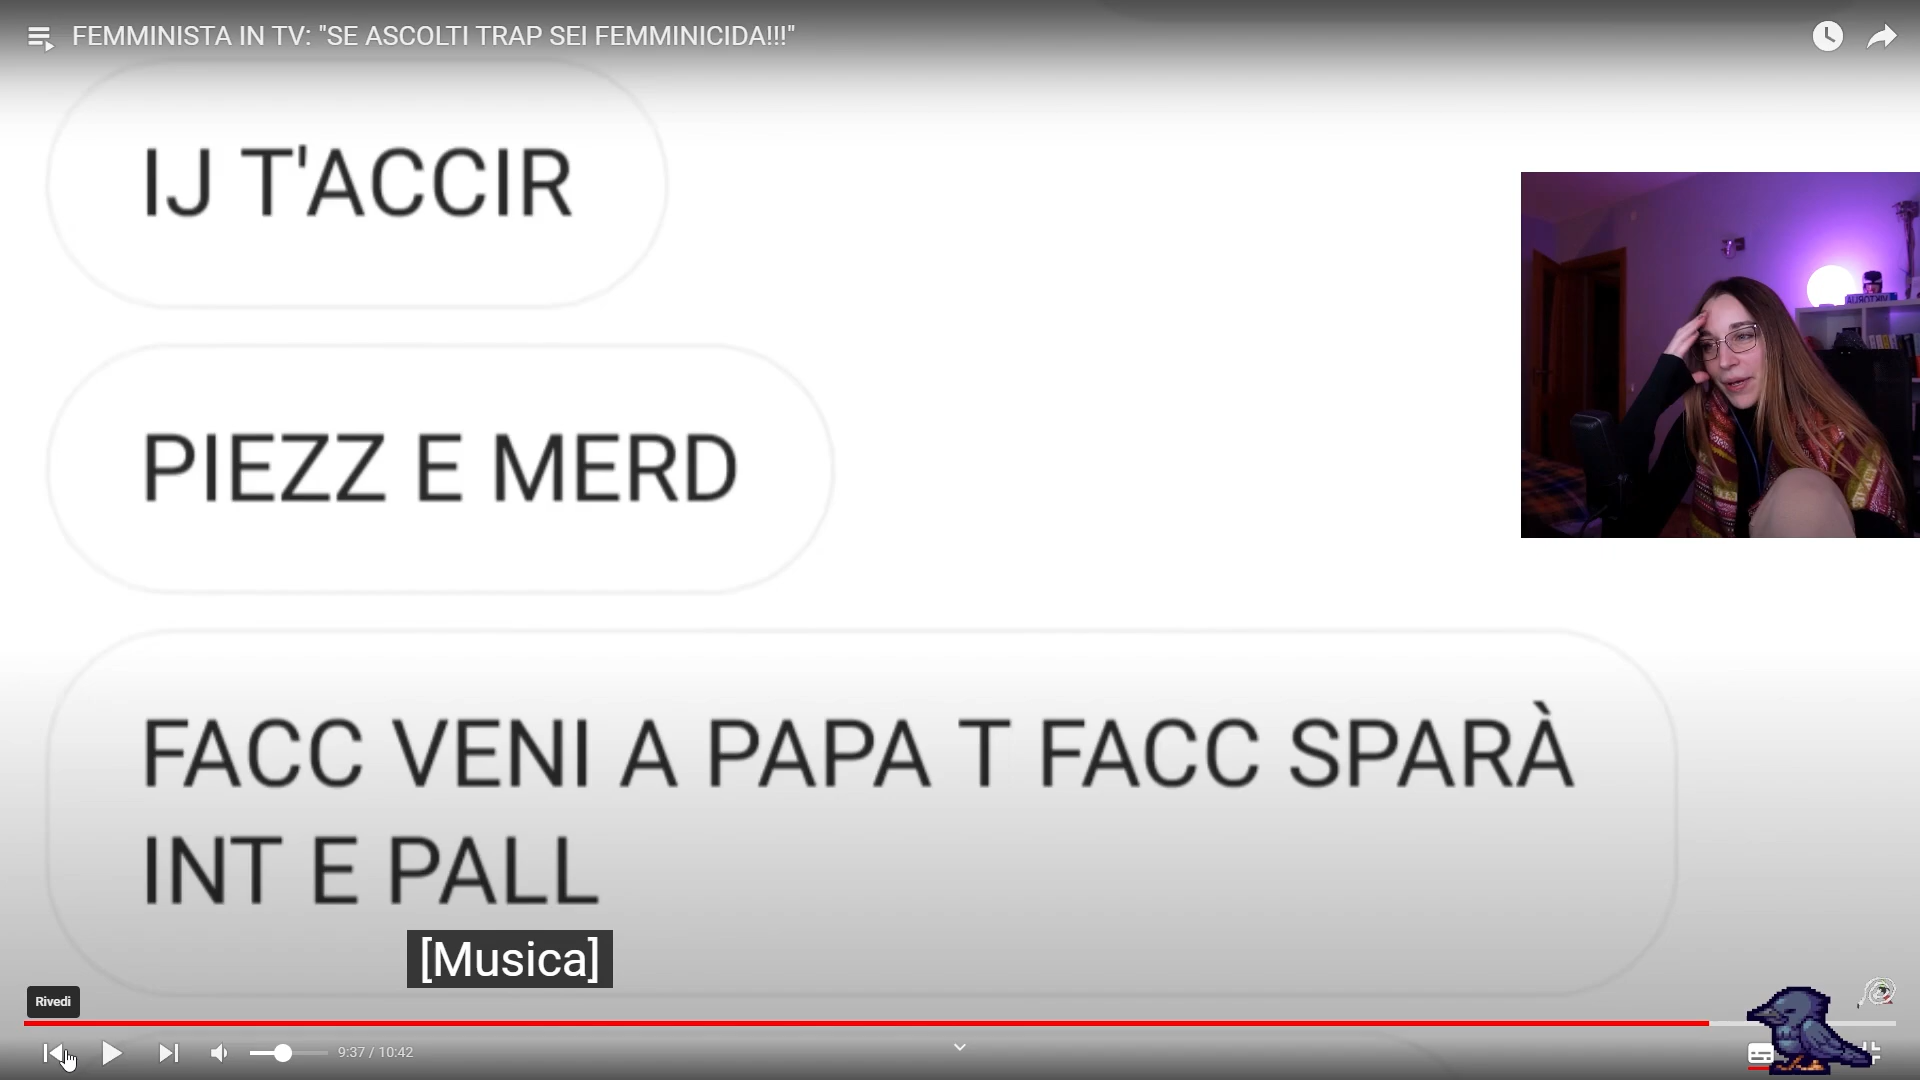 FEMMINISTA IN TV: "SE ASCOLTI TRAP SEI FEMMINICIDA!!!"
IJ T'ACCIR
PIEZZ E MERD
FACC VENI A PAPA T FACC SPARÀ
INT E PALL
[Musica]
Rivedi
9:37 / 10:42